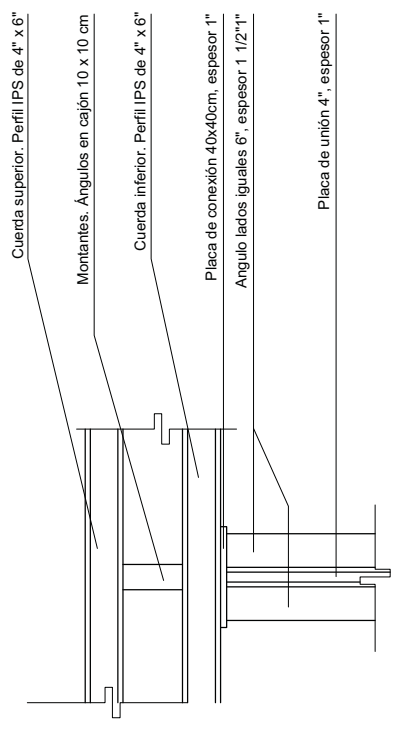 Cuerda superior. Perfil IPS de 4" x 6"
Montantes. Ángulos en cajón 10 x 10 cm
Cuerda inferior. Perfil IPS de 4" x 6"
Placa de conexión 40x40cm, espesor 1"
Angulo lados iguales 6", espesor 1 1/2"1"
Placa de unión 4", espesor 1"